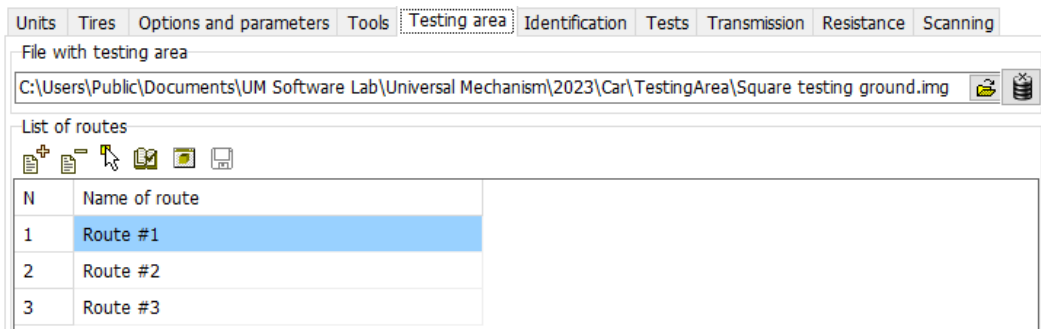 Units Tires Options and parameters Tools Testing area Identification Tests Transmission Resistance Scanning
File with testing area
C:\Users\Public\Documents\UM Software Lab\Universal Mechanism\2023\Car\TestingArea\Square testing ground.img
List of routes
N Name of route
1 Route #1
2 Route #2
3 Route #3